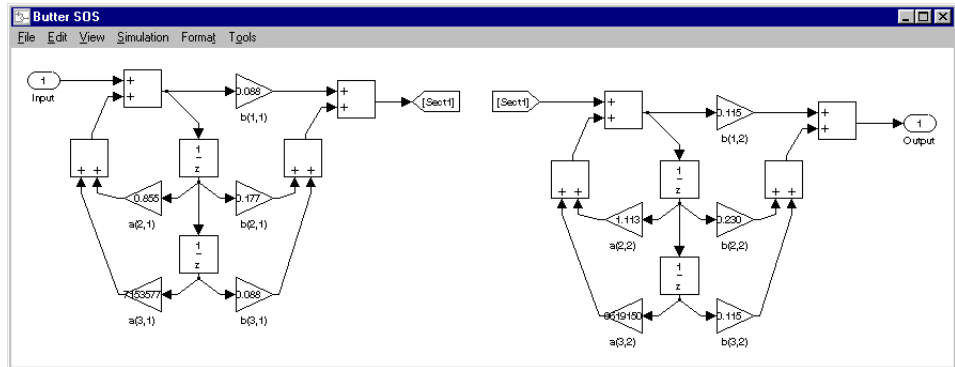 Butter SOS
File Edit View Simulation Format Tools
1
Input
+
+
0.088
b(1,1)
+
+
[Sect1]
+ +
1
z
+ +
0.855
a(2,1)
0.177
b(2,1)
1
z
7153577
a(3,1)
0.088
b(3,1)
[Sect1]
+
+
0.115
b(1,2)
+
+
1
Output
+ +
1
z
+ +
1.113
a(2,2)
0.230
b(2,2)
1
z
a(3,2)
0.115
b(3,2)